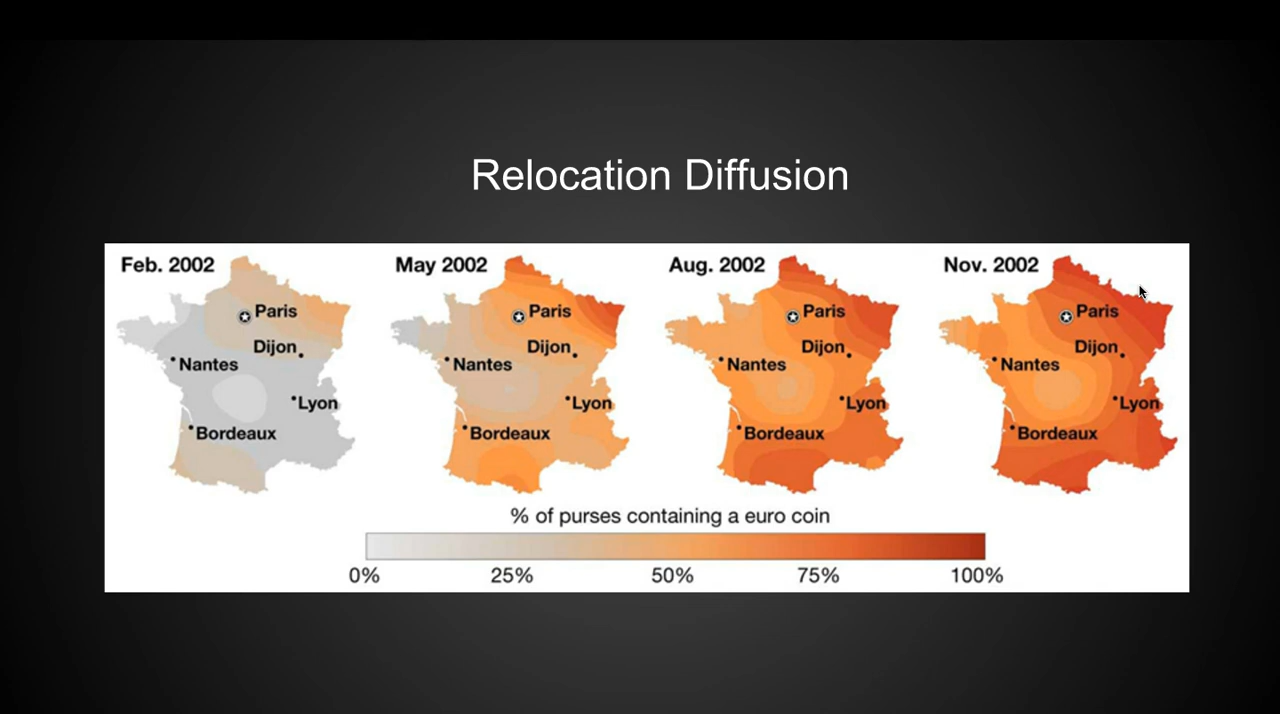 Relocation Diffusion
Feb. 2002
May 2002
Aug. 2002
Nov. 2002
Paris
Paris
Paris
Paris
Dijon
Dijon
Dijon
Dijon
Nantes
Nantes
Nantes
Nantes
Lyon
Lyon
Lyon
Lyon
Bordeaux
Bordeaux
Bordeaux
Bordeaux
% of purses containing a euro coin
0% 25% 50% 75% 100%